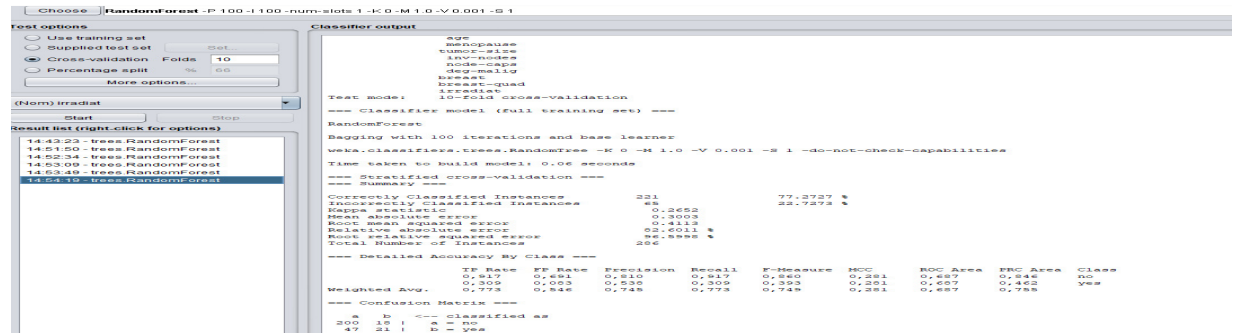 Choose RandomForest -P 100 -I 100 -num-slots 1 -K 0 -M 1.0 -V 0.001 -S 1
Test options
Use training set
Supplied test set Set...
Cross-validation Folds 10
Percentage split % 66
More options...
(Nom) irradiat
Start Stop
Result list (right-click for options)
14:43:23 - trees.RandomForest
14:51:50 - trees.RandomForest
14:52:34 - trees.RandomForest
14:53:09 - trees.RandomForest
14:53:49 - trees.RandomForest
14:54:19 - trees.RandomForest
Classifier output
age
menopause
tumor-size
inv-nodes
node-caps
deg-malig
breast
breast-quad
irradiat
Test mode: 10-fold cross-validation
=== Classifier model (full training set) ===
RandomForest
Bagging with 100 iterations and base learner
weka.classifiers.trees.RandomTree -K 0 -M 1.0 -V 0.001 -S 1 -do-not-check-capabilities
Time taken to build model: 0.06 seconds
=== Stratified cross-validation ===
=== Summary ===
Correctly Classified Instances 221 77.2727 %
Incorrectly Classified Instances 65 22.7273 %
Kappa statistic 0.2652
Mean absolute error 0.3003
Root mean squared error 0.4113
Relative absolute error 82.6011 %
Root relative squared error 96.5998 %
Total Number of Instances 286
=== Detailed Accuracy By Class ===
TP Rate FP Rate Precision Recall F-Measure MCC ROC Area PRC Area Class
0,917 0,691 0,810 0,917 0,860 0,281 0,687 0,846 no
0,309 0,083 0,538 0,309 0,393 0,281 0,687 0,462 yes
Weighted Avg. 0,773 0,546 0,745 0,773 0,749 0,281 0,687 0,755
=== Confusion Matrix ===
a b <-- classified as
200 18 | a = no
47 21 | b = yes